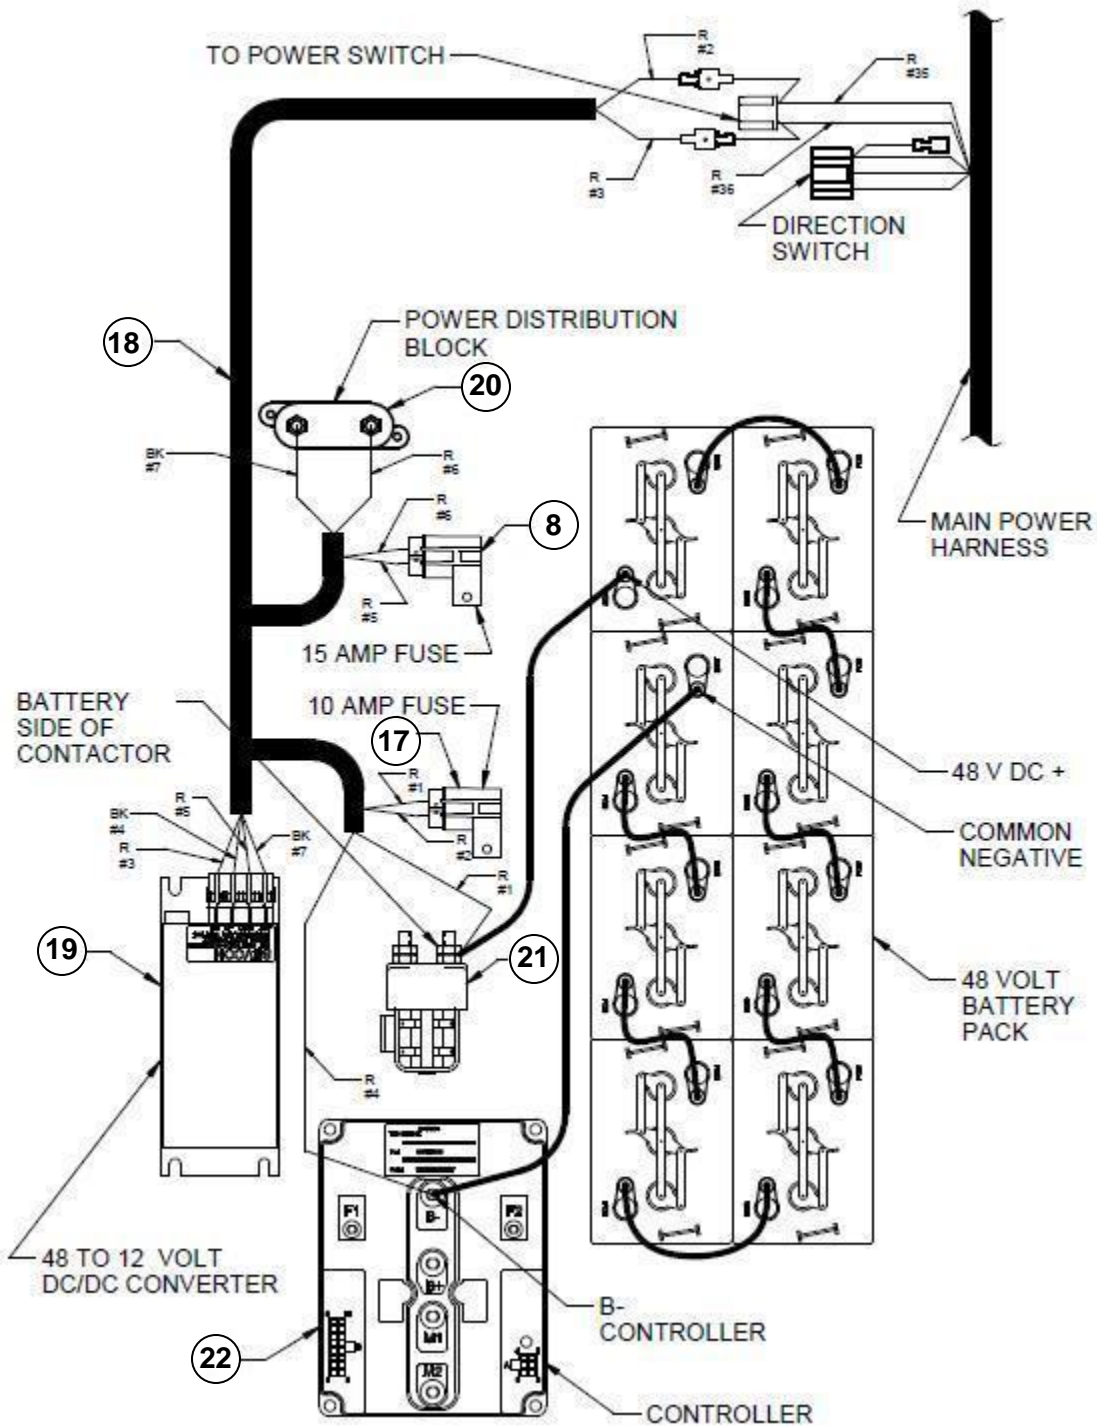 TO POWER SWITCH
R
#2
R
#36
R
#3
R
#36
DIRECTION
SWITCH
18
POWER DISTRIBUTION
BLOCK
20
BK
#7
R
#6
R
#6
8
R
#5
15 AMP FUSE
MAIN POWER
HARNESS
BATTERY
SIDE OF
CONTACTOR
10 AMP FUSE
17
R
#1
R
#2
R
#1
48 V DC +
COMMON
NEGATIVE
R
#5
BK
#4
R
#3
BK
#7
19
21
48 VOLT
BATTERY
PACK
R
#4
B-
F1
F2
B+
M1
M2
48 TO 12 VOLT
DC/DC CONVERTER
B-
CONTROLLER
22
CONTROLLER